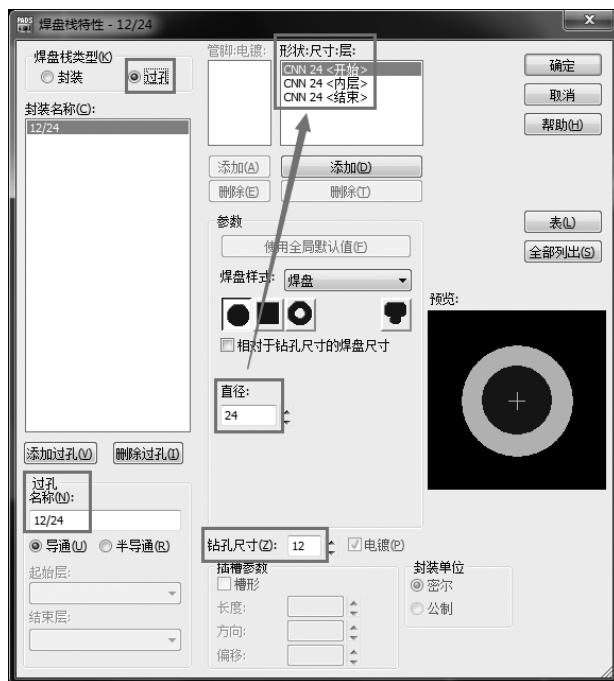 PADS 焊盘栈特性 - 12/24
焊盘栈类型(K)
封装
过孔
封装名称(C):
12/24
添加过孔(V)
删除过孔(I)
过孔
名称(N):
12/24
导通(U)
半导通(R)
起始层:
结束层:
管脚:电镀:
形状:尺寸:层:
CNN 24 <开始>
CNN 24 <内层>
CNN 24 <结束>
添加(A)
添加(D)
删除(E)
删除(T)
参数
使用全局默认值(F)
焊盘样式:
焊盘
相对于钻孔尺寸的焊盘尺寸
直径:
24
钻孔尺寸(Z):
12
电镀(P)
插槽参数
槽形
长度:
方向:
偏移:
确定
取消
帮助(H)
表(L)
全部列出(S)
预览:
封装单位
密尔
公制